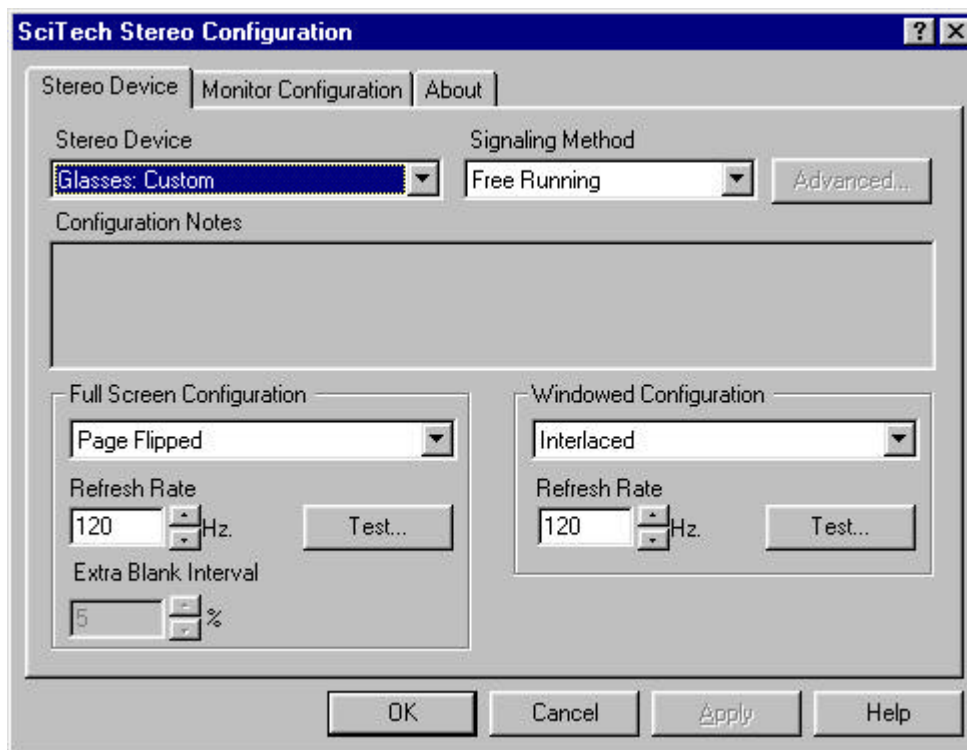 SciTech Stereo Configuration
Stereo Device Monitor Configuration About
Stereo Device Signaling Method
Glasses: Custom Free Running Advanced...
Configuration Notes
Full Screen Configuration Windowed Configuration
Page Flipped Interlaced
Refresh Rate Refresh Rate
120 Hz. Test... 120 Hz. Test...
Extra Blank Interval
5 %
OK Cancel Apply Help